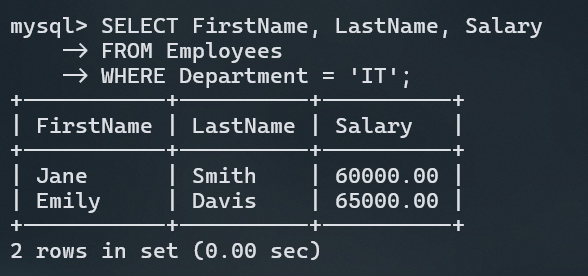 mysql> SELECT FirstName, LastName, Salary
    -> FROM Employees
    -> WHERE Department = 'IT';
+-----------+----------+----------+
| FirstName | LastName | Salary   |
+-----------+----------+----------+
| Jane      | Smith    | 60000.00 |
| Emily     | Davis    | 65000.00 |
+-----------+----------+----------+
2 rows in set (0.00 sec)